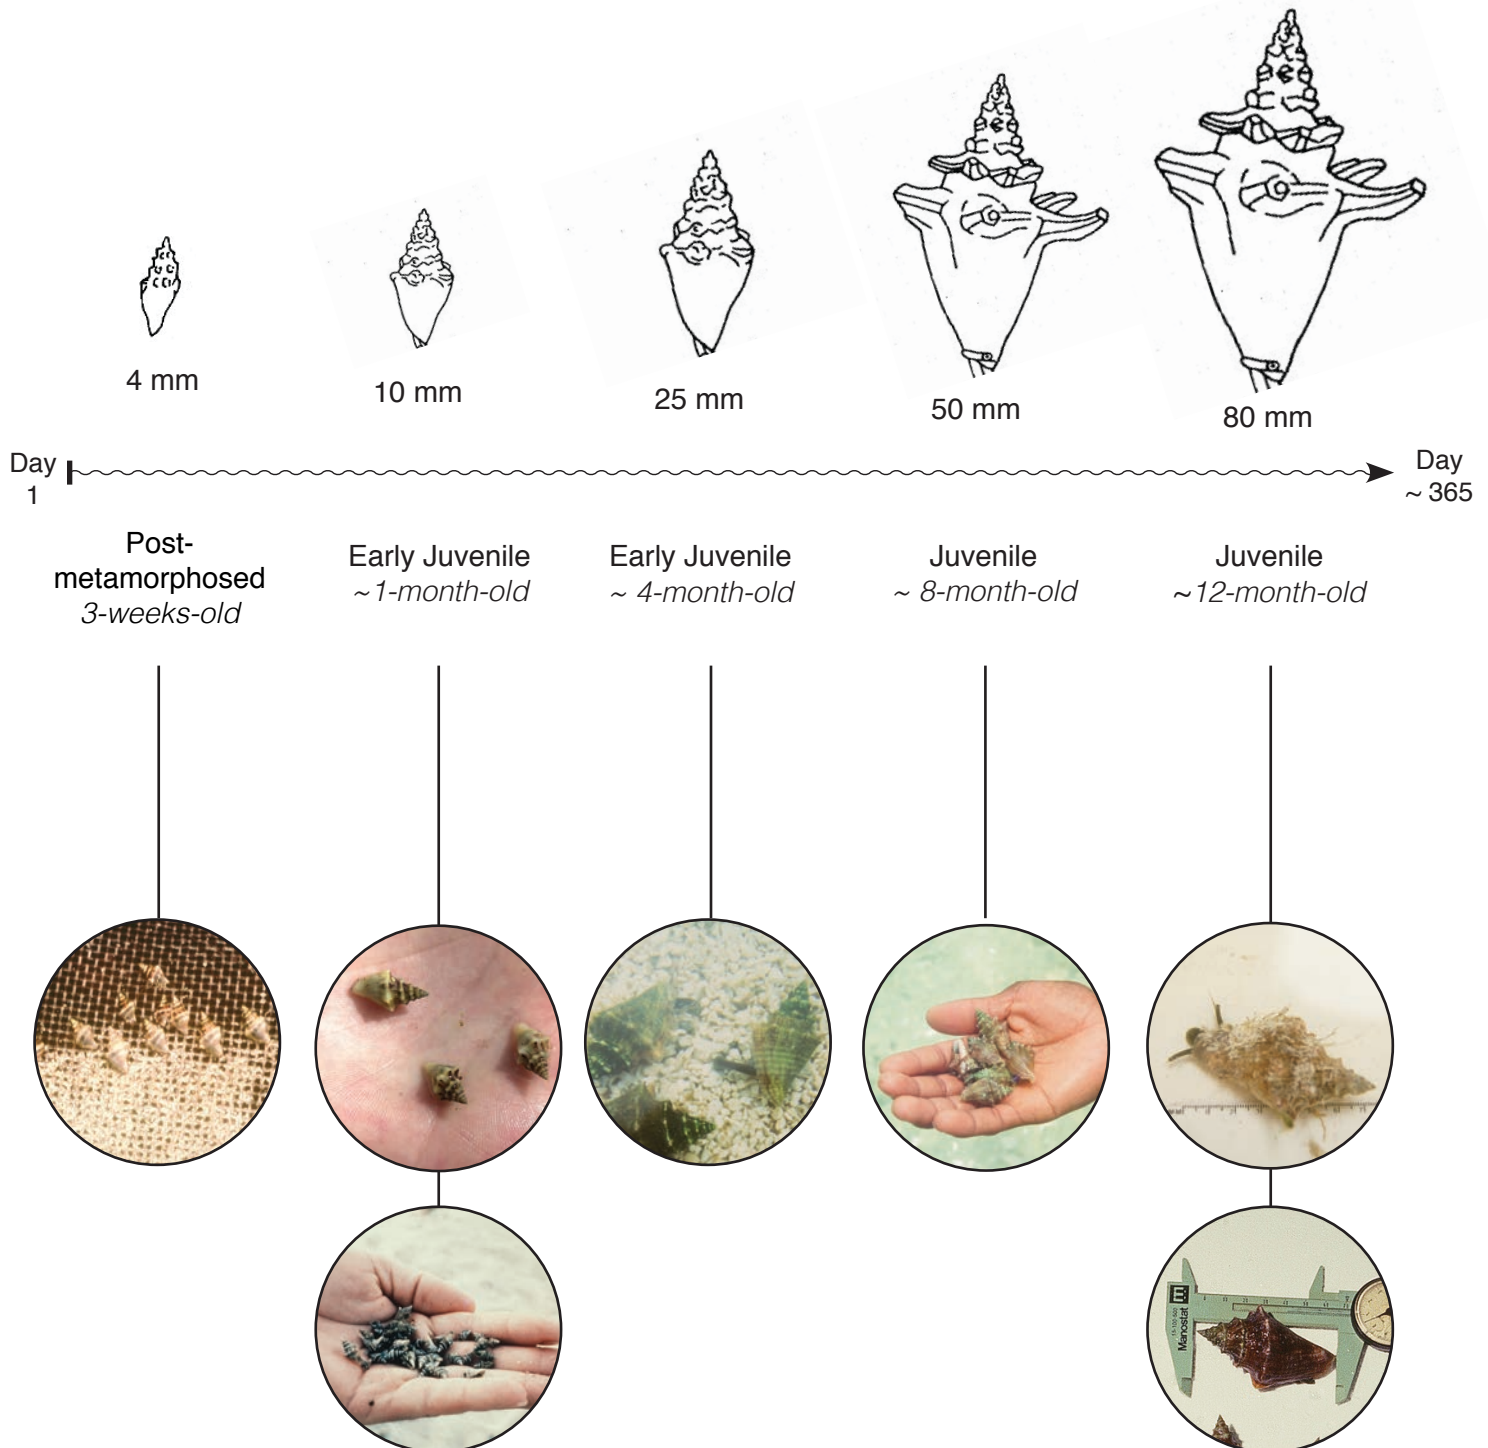 4 mm
10 mm
25 mm
50 mm
80 mm
Day
1
Day
~ 365
Post-
metamorphosed
3-weeks-old
Early Juvenile
~1-month-old
Early Juvenile
~ 4-month-old
Juvenile
~ 8-month-old
Juvenile
~12-month-old
Manostat